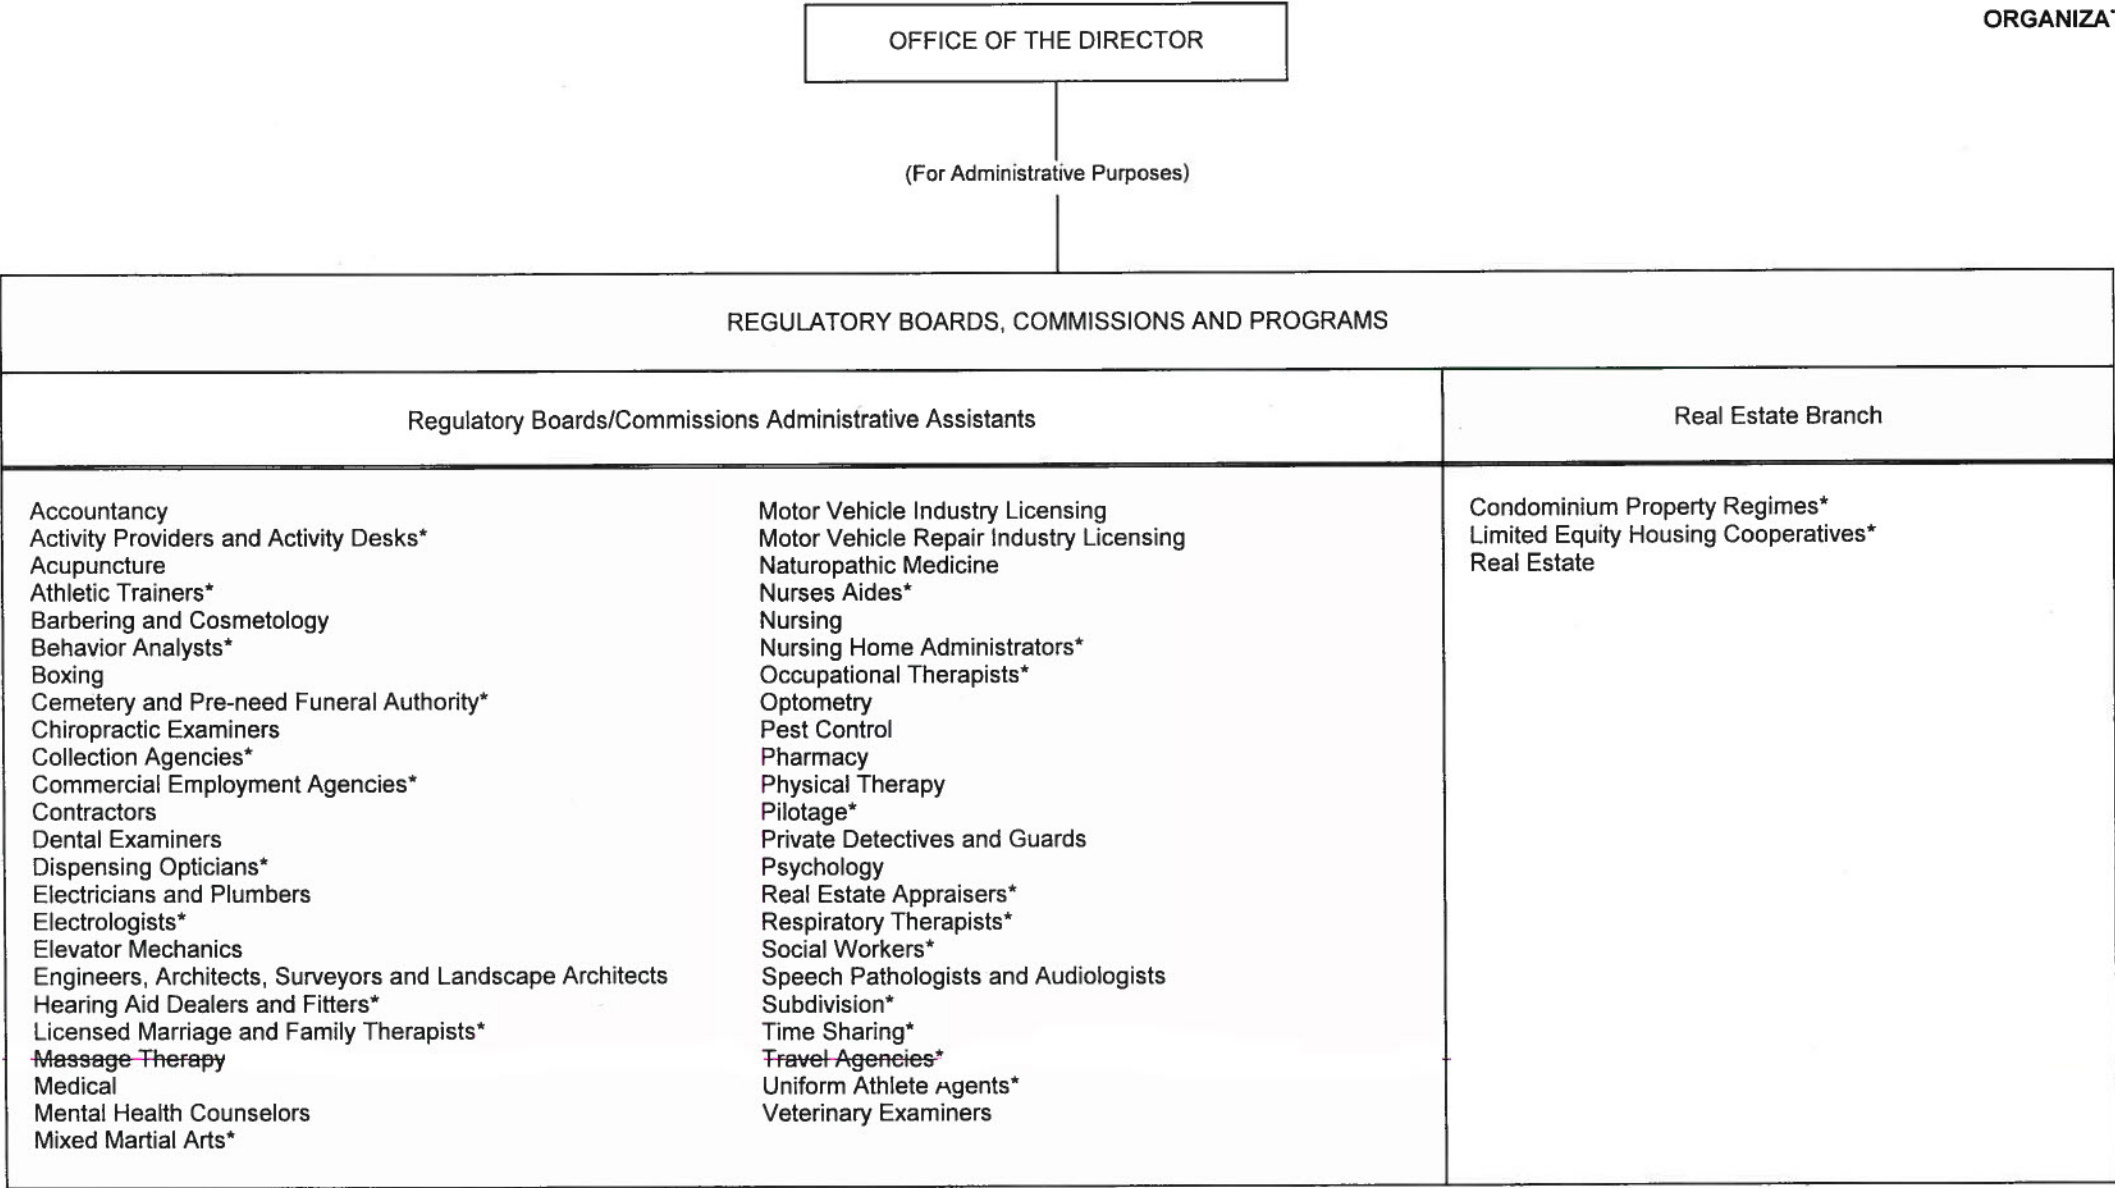 ORGANIZAT
OFFICE OF THE DIRECTOR
(For Administrative Purposes)
REGULATORY BOARDS, COMMISSIONS AND PROGRAMS
Regulatory Boards/Commissions Administrative Assistants
Real Estate Branch
Accountancy
Activity Providers and Activity Desks*
Acupuncture
Athletic Trainers*
Barbering and Cosmetology
Behavior Analysts*
Boxing
Cemetery and Pre-need Funeral Authority*
Chiropractic Examiners
Collection Agencies*
Commercial Employment Agencies*
Contractors
Dental Examiners
Dispensing Opticians*
Electricians and Plumbers
Electrologists*
Elevator Mechanics
Engineers, Architects, Surveyors and Landscape Architects
Hearing Aid Dealers and Fitters*
Licensed Marriage and Family Therapists*
Massage Therapy
Medical
Mental Health Counselors
Mixed Martial Arts*
Motor Vehicle Industry Licensing
Motor Vehicle Repair Industry Licensing
Naturopathic Medicine
Nurses Aides*
Nursing
Nursing Home Administrators*
Occupational Therapists*
Optometry
Pest Control
Pharmacy
Physical Therapy
Pilotage*
Private Detectives and Guards
Psychology
Real Estate Appraisers*
Respiratory Therapists*
Social Workers*
Speech Pathologists and Audiologists
Subdivision*
Time Sharing*
Travel Agencies*
Uniform Athlete Agents*
Veterinary Examiners
Condominium Property Regimes*
Limited Equity Housing Cooperatives*
Real Estate